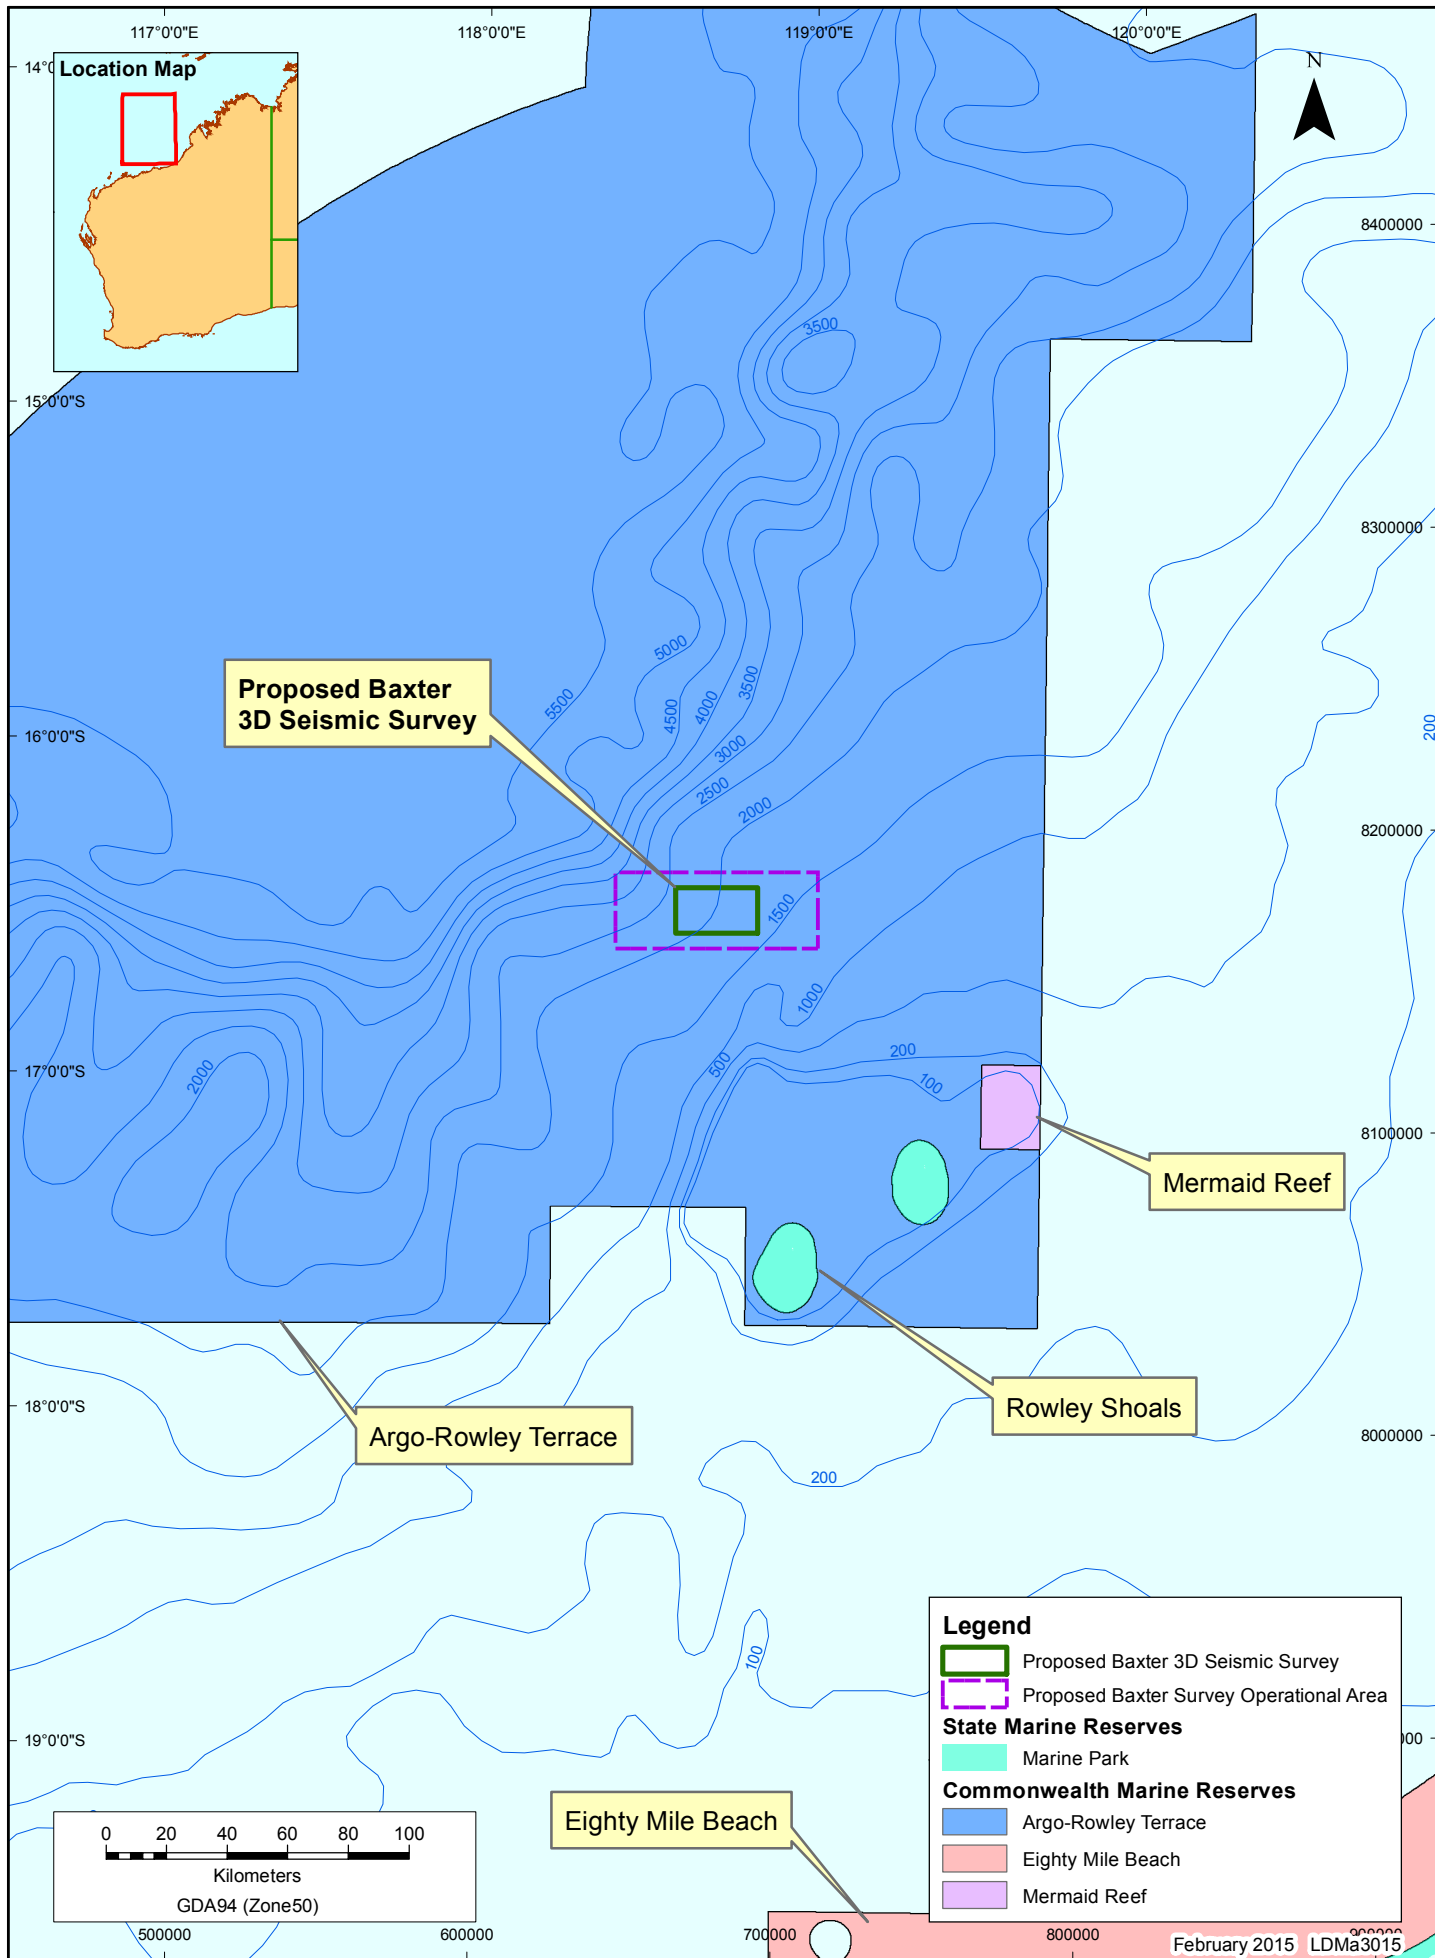 117°0'0"E
118°0'0"E
119°0'0"E
120°0'0"E
Location Map
N
8400000
3500
15°0'0"S
8300000
5000
3500
5500
4500
4000
Proposed Baxter
3D Seismic Survey
16°0'0"S
200
3000
2500
2000
8200000
1500
1000
500
200
100
17°0'0"S
2000
8100000
Mermaid Reef
18°0'0"S
Rowley Shoals
Argo-Rowley Terrace
8000000
200
100
19°0'0"S
Legend
Proposed Baxter 3D Seismic Survey
Proposed Baxter Survey Operational Area
State Marine Reserves
Marine Park
Commonwealth Marine Reserves
Argo-Rowley Terrace
Eighty Mile Beach
Mermaid Reef
Eighty Mile Beach
0 20 40 60 80 100
Kilometers
GDA94 (Zone50)
500000
600000
700000
800000
February 2015 LDMa3015